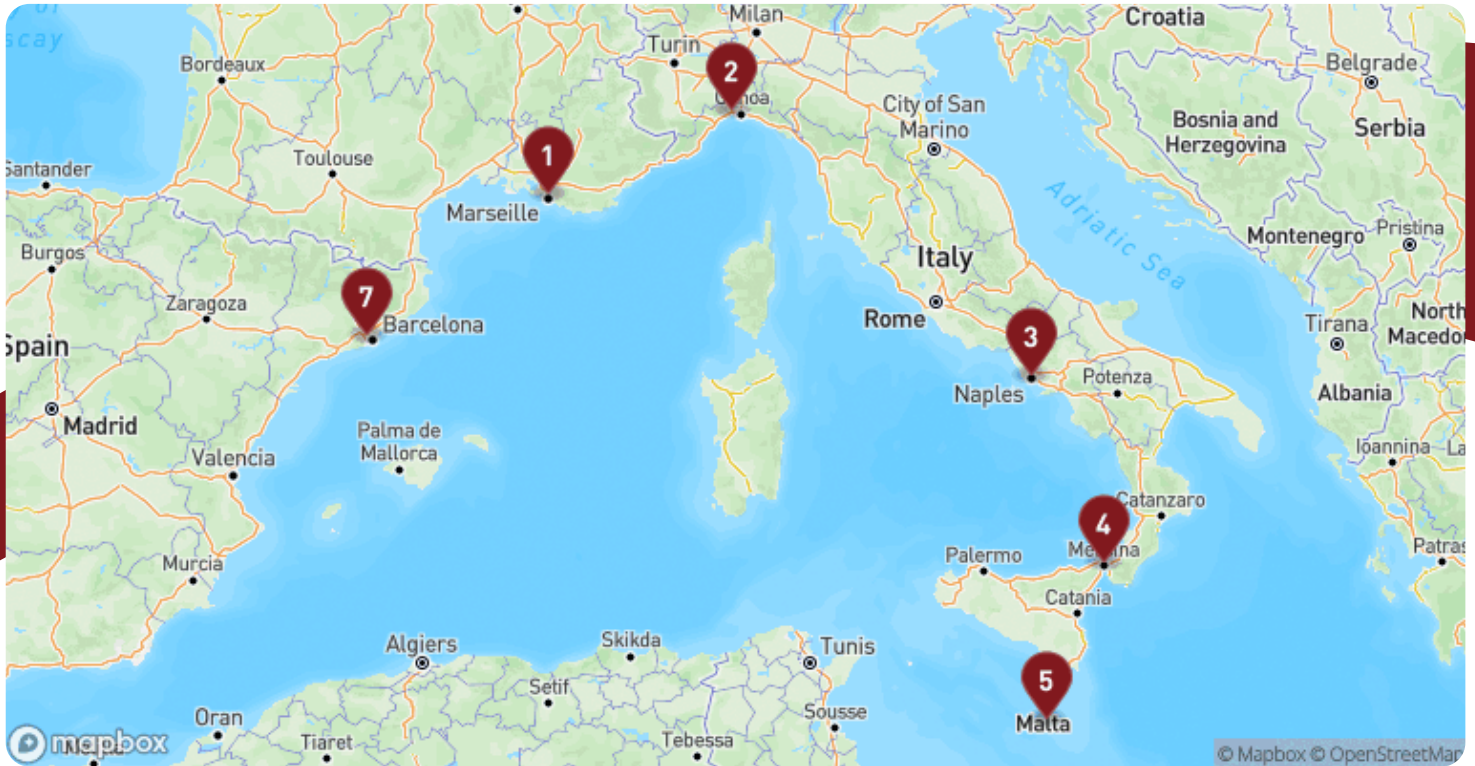 Milan
Croatia
scay
Turin
Belgrade
2
Bordeaux
City of San
Marino
Bosnia and
Herzegovina
Serbia
1
Toulouse
Santander
Marseille
Adriatic Sea
Burgos
Italy
Montenegro
Pristina
7
Zaragoza
Barcelona
Rome
3
Tirana
North
Macedo
Spain
Naples
Potenza
Albania
Madrid
Palma de
Mallorca
Valencia
Ioannina
La
Catanzaro
4
Palermo
Patras
Murcia
Catania
Algiers
Skikda
Tunis
5
Setif
Malta
Oran
Sousse
mapbox
Tiaret
Tebessa
© Mapbox © OpenStreetMap